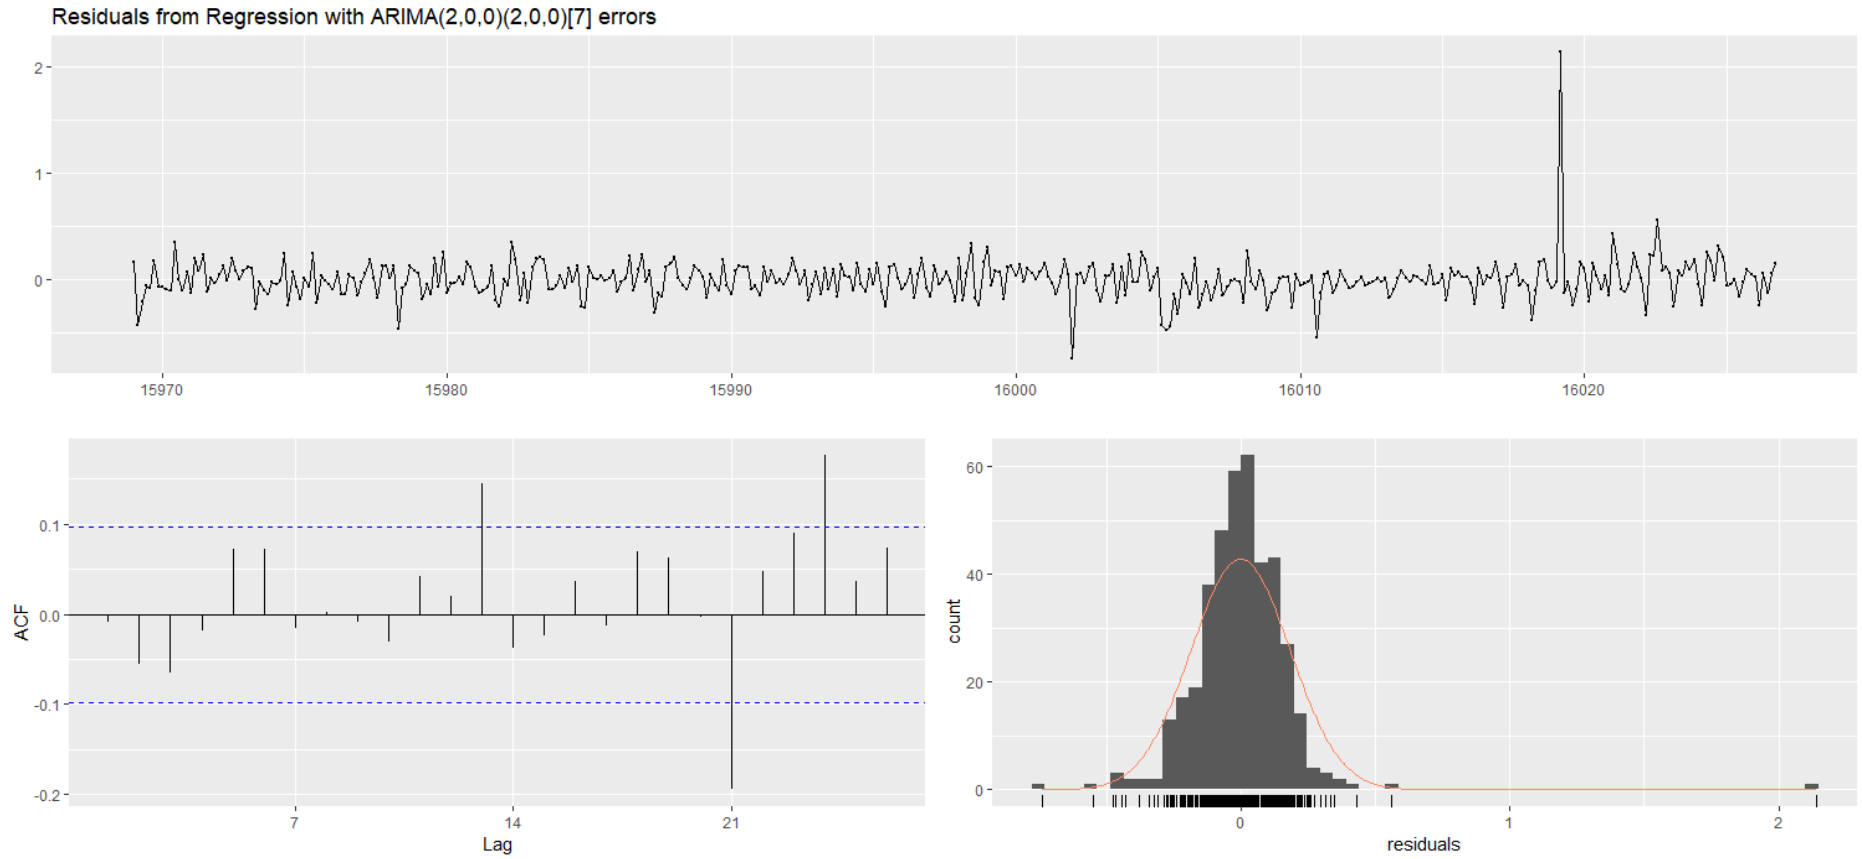 Residuals from Regression with ARIMA(2,0,0)(2,0,0)[7] errors
2
1
0
15970 15980 15990 16000 16010 16020
ACF
0.1
0.0
-0.1
-0.2
7 14 21
Lag
count
60
40
20
0
0 1 2
residuals